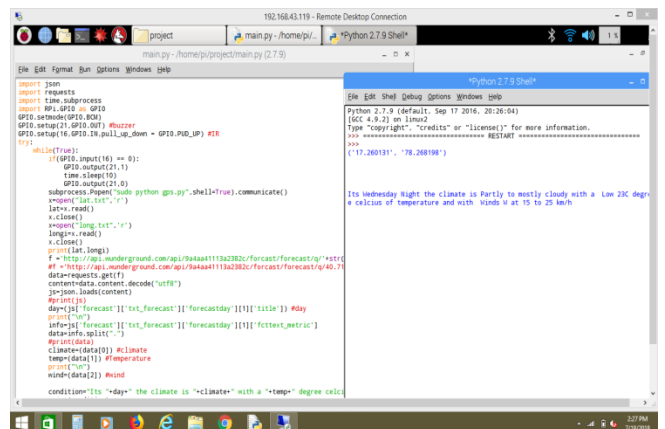 192.168.43.119 - Remote Desktop Connection
project
main.py - /home/pi/...
*Python 2.7.9 Shell*
1 %
main.py - /home/pi/project/main.py (2.7.9)
File Edit Format Run Options Windows Help
import json
import requests
import time,subprocess
import RPi.GPIO as GPIO
GPIO.setmode(GPIO.BCM)
GPIO.setup(21,GPIO.OUT) #buzzer
GPIO.setup(16,GPIO.IN,pull_up_down = GPIO.PUD_UP) #IR
try:
while(True):
if(GPIO.input(16) == 0):
GPIO.output(21,1)
time.sleep(10)
GPIO.output(21,0)
subprocess.Popen("sudo python gps.py",shell=True).communicate()
x=open("lat.txt",'r')
lat=x.read()
x.close()
x=open("long.txt",'r')
longi=x.read()
x.close()
print(lat,longi)
f ='http://api.wunderground.com/api/9a4aa41113a2382c/forcast/forecast/q/'+str(
#f ='http://api.wunderground.com/api/9a4aa41113a2382c/forcast/forecast/q/40.71
data=requests.get(f)
content=data.content.decode("utf8")
js=json.loads(content)
#print(js)
day=(js['forecast']['txt_forecast']['forecastday'][1]['title']) #day
print("\n")
info=js['forecast']['txt_forecast']['forecastday'][1]['fcttext_metric']
data=info.split(".")
#print(data)
climate=(data[0]) #climate
temp=(data[1]) #Temperature
print("\n")
wind=(data[2]) #wind
condition="Its "+day+" the climate is "+climate+" with a "+temp+" degree celci
*Python 2.7.9 Shell*
File Edit Shell Debug Options Windows Help
Python 2.7.9 (default, Sep 17 2016, 20:26:04)
[GCC 4.9.2] on linux2
Type "copyright", "credits" or "license()" for more information.
>>> ================================ RESTART ================================
>>>
('17.260131', '78.268198')
Its Wednesday Night the climate is Partly to mostly cloudy with a  Low 23C degre
e celcius of temperature and with  Winds W at 15 to 25 km/h
2:27 PM
7/18/2018